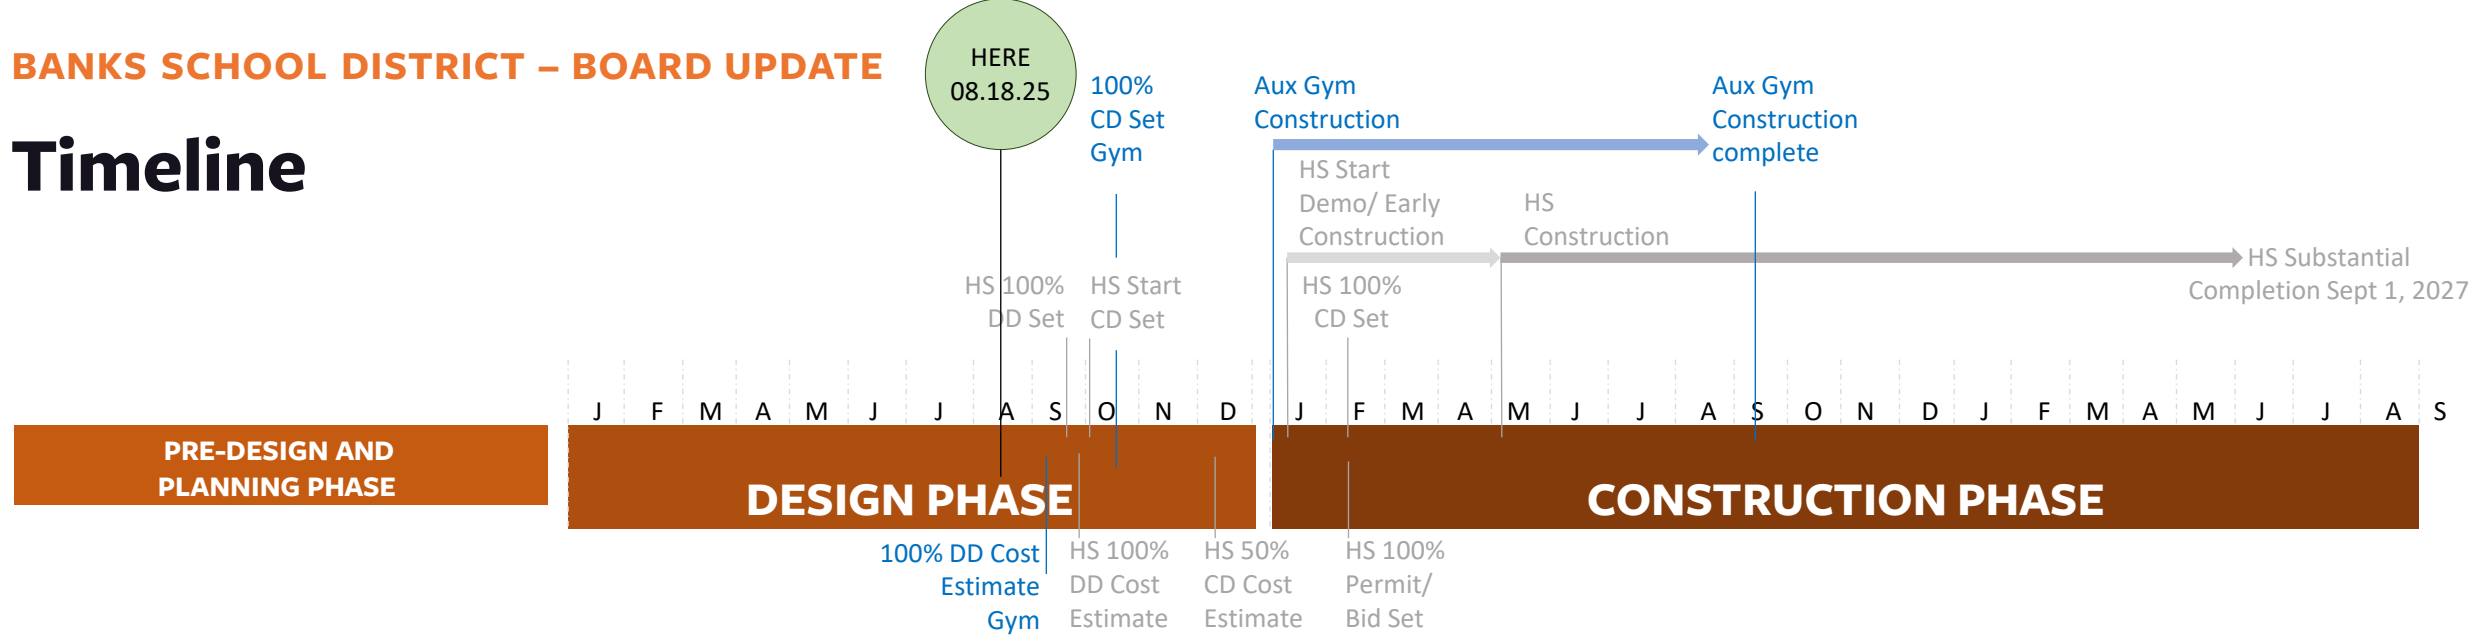 BANKS SCHOOL DISTRICT – BOARD UPDATE
Timeline
HERE
08.18.25
100%
CD Set
Gym
Aux Gym
Construction
Aux Gym
Construction
complete
HS Start
Demo/ Early
Construction
HS
Construction
HS Substantial
Completion Sept 1, 2027
HS 100%
DD Set
HS Start
CD Set
HS 100%
CD Set
J F M A M J J A S O N D J F M A M J J A S O N D J F M A M J J A S
PRE-DESIGN AND
PLANNING PHASE
DESIGN PHASE
CONSTRUCTION PHASE
100% DD Cost
Estimate
Gym
HS 100%
DD Cost
Estimate
HS 50%
CD Cost
Estimate
HS 100%
Permit/
Bid Set